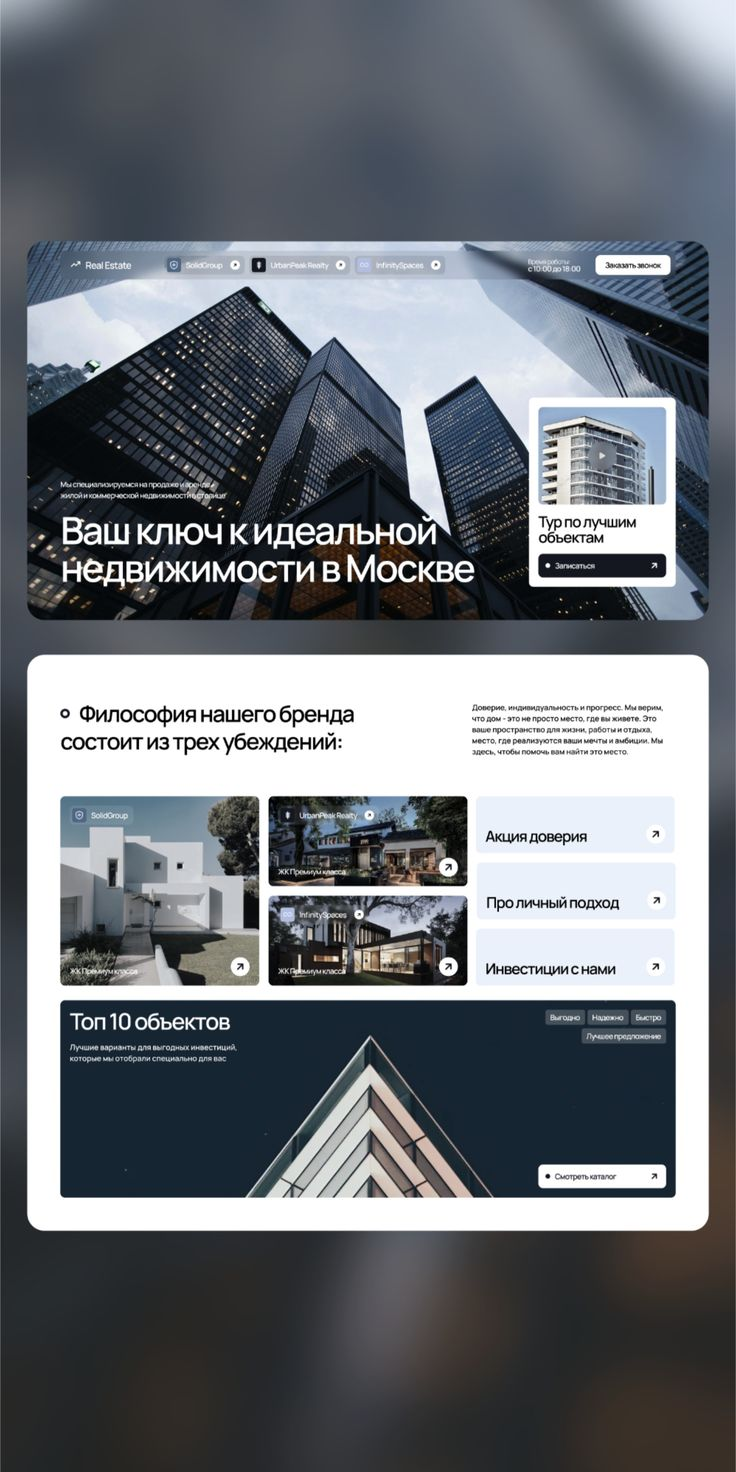 Real Estate
SolidGroup
UrbanPeak Realty
InfinitySpaces
Время работы:
с 10:00 до 18:00
Заказать звонок
Мы специализируемся на продаже и аренде
жилой и коммерческой недвижимости в столице
Ваш ключ к идеальной
недвижимости в Москве
Тур по лучшим
объектам
Записаться
Философия нашего бренда
состоит из трех убеждений:
Доверие, индивидуальность и прогресс. Мы верим,
что дом - это не просто место, где вы живете. Это
ваше пространство для жизни, работы и отдыха,
место, где реализуются ваши мечты и амбиции. Мы
здесь, чтобы помочь вам найти это место.
SolidGroup
ЖК Премиум класса
UrbanPeak Realty
ЖК Премиум класса
InfinitySpaces
ЖК Премиум класса
Акция доверия
Про личный подход
Инвестиции с нами
Топ 10 объектов
Лучшие варианты для выгодных инвестиций,
которые мы отобрали специально для вас
Выгодно
Надежно
Быстро
Лучшее предложение
Смотреть каталог